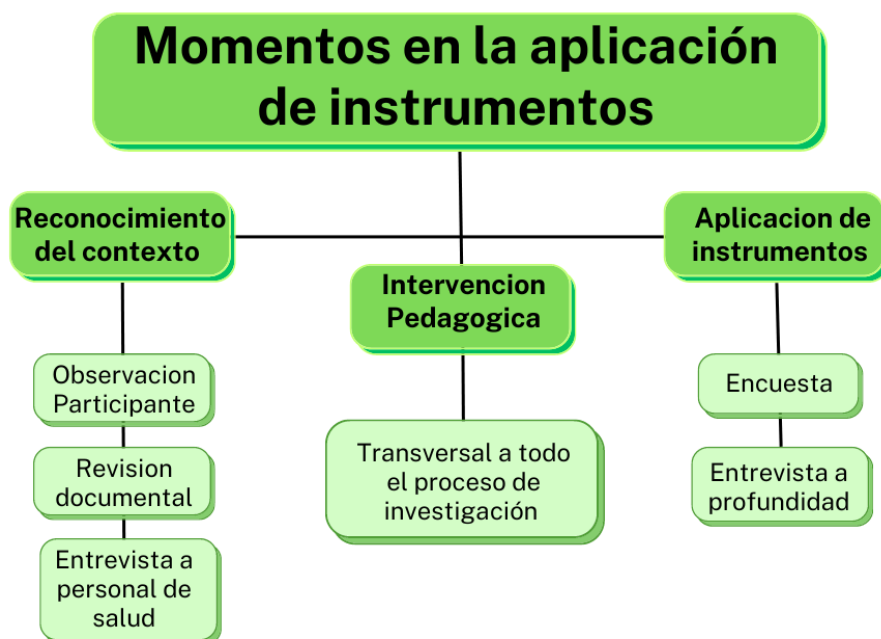 Momentos en la aplicación
de instrumentos
Reconocimiento
del contexto
Observacion
Participante
Revision
documental
Entrevista a
personal de
salud
Intervencion
Pedagogica
Transversal a todo
el proceso de
investigación
Aplicacion de
instrumentos
Encuesta
Entrevista a
profundidad